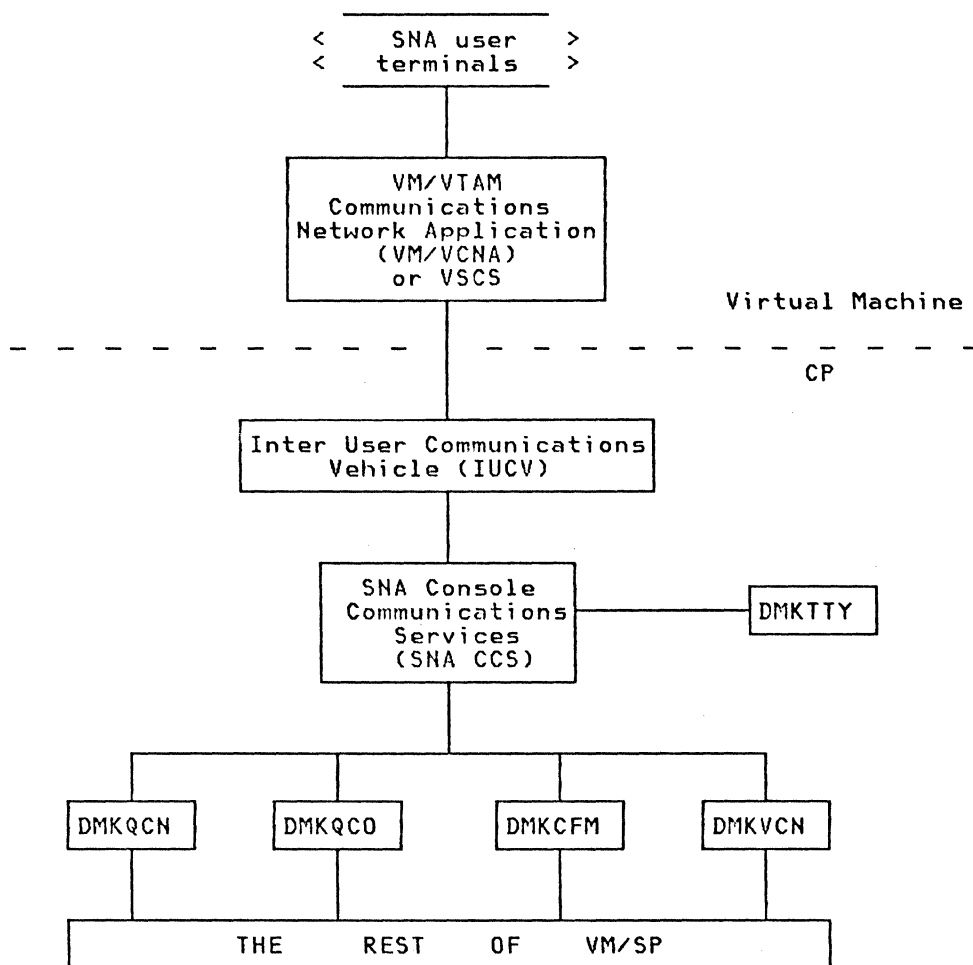 < SNA user >
< terminals >
VM/VTAM
Communications
Network Application
(VM/VCNA)
or VSCS
Virtual Machine
CP
Inter User Communications
Vehicle (IUCV)
SNA Console
Communications
Services
(SNA CCS)
DMKTTY
DMKQCN DMKQCO DMKCFM DMKVCN
THE REST OF VM/SP